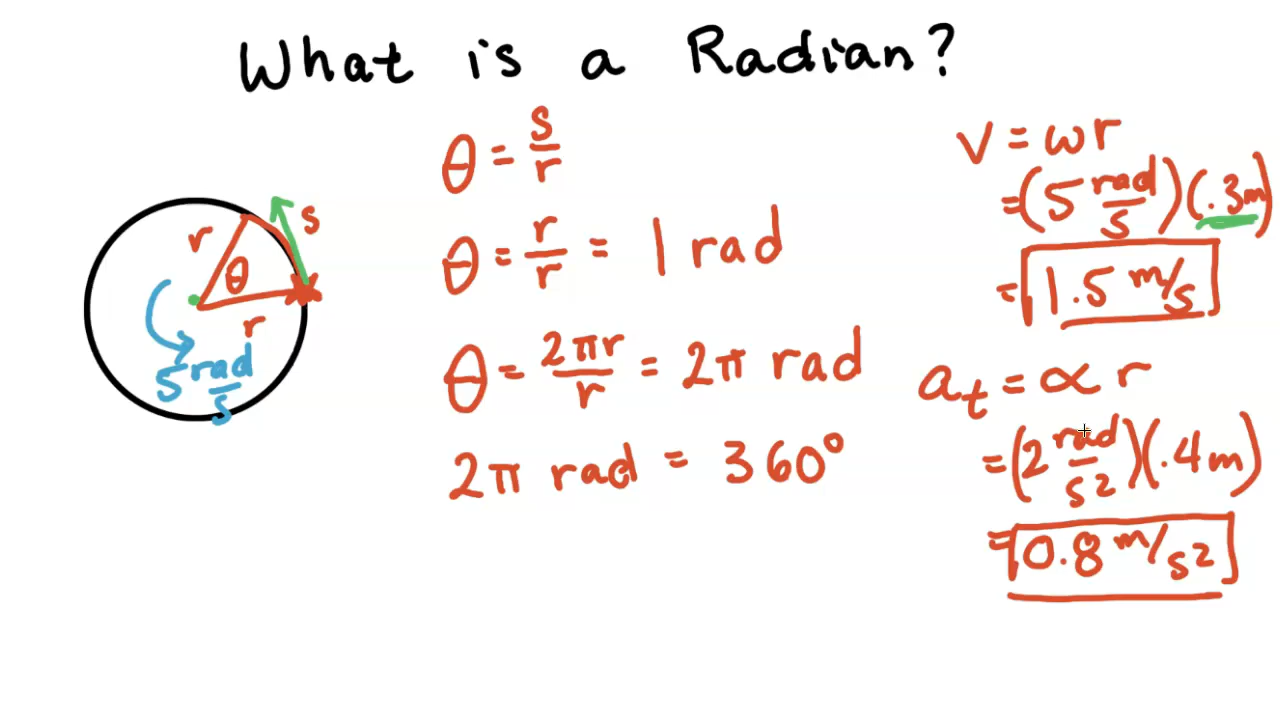 What is a Radian?
r
s
θ
r
5 rad/s
θ = s/r
θ = r/r = 1 rad
θ = 2πr/r = 2π rad
2π rad = 360°
v = ωr
= (5 rad/s)(.3m)
= 1.5 m/s
a_t = ∝ r
= (2 rad/s²)(.4m)
= 0.8 m/s²